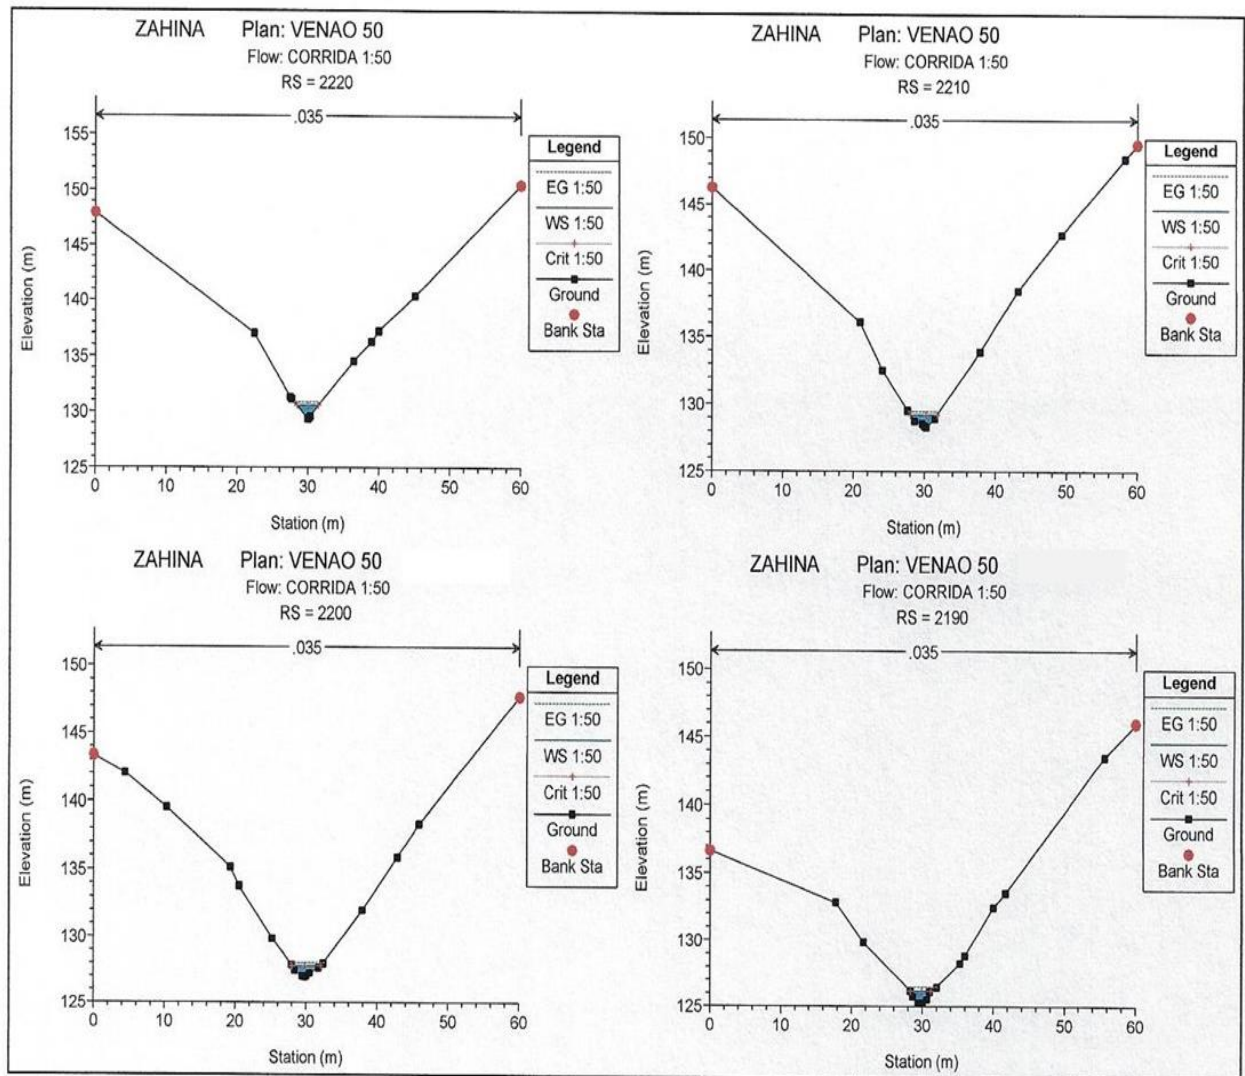 ZAHINA Plan: VENAO 50
Flow: CORRIDA 1:50
RS = 2220
.035
Elevation (m)
155
150
145
140
135
130
125
0 10 20 30 40 50 60
Station (m)
Legend
EG 1:50
WS 1:50
Crit 1:50
Ground
Bank Sta
ZAHINA Plan: VENAO 50
Flow: CORRIDA 1:50
RS = 2210
.035
Elevation (m)
150
145
140
135
130
125
0 10 20 30 40 50 60
Station (m)
Legend
EG 1:50
WS 1:50
Crit 1:50
Ground
Bank Sta
ZAHINA Plan: VENAO 50
Flow: CORRIDA 1:50
RS = 2200
.035
Elevation (m)
150
145
140
135
130
125
0 10 20 30 40 50 60
Station (m)
Legend
EG 1:50
WS 1:50
Crit 1:50
Ground
Bank Sta
ZAHINA Plan: VENAO 50
Flow: CORRIDA 1:50
RS = 2190
.035
Elevation (m)
150
145
140
135
130
125
0 10 20 30 40 50 60
Station (m)
Legend
EG 1:50
WS 1:50
Crit 1:50
Ground
Bank Sta